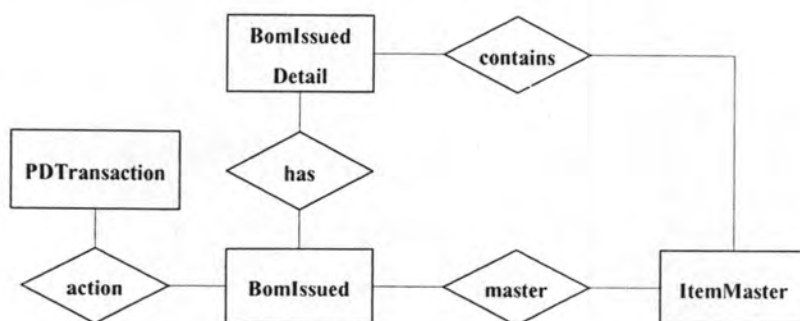 BomIssued
Detail
contains
PDTransaction
has
action
BomIssued
master
ItemMaster